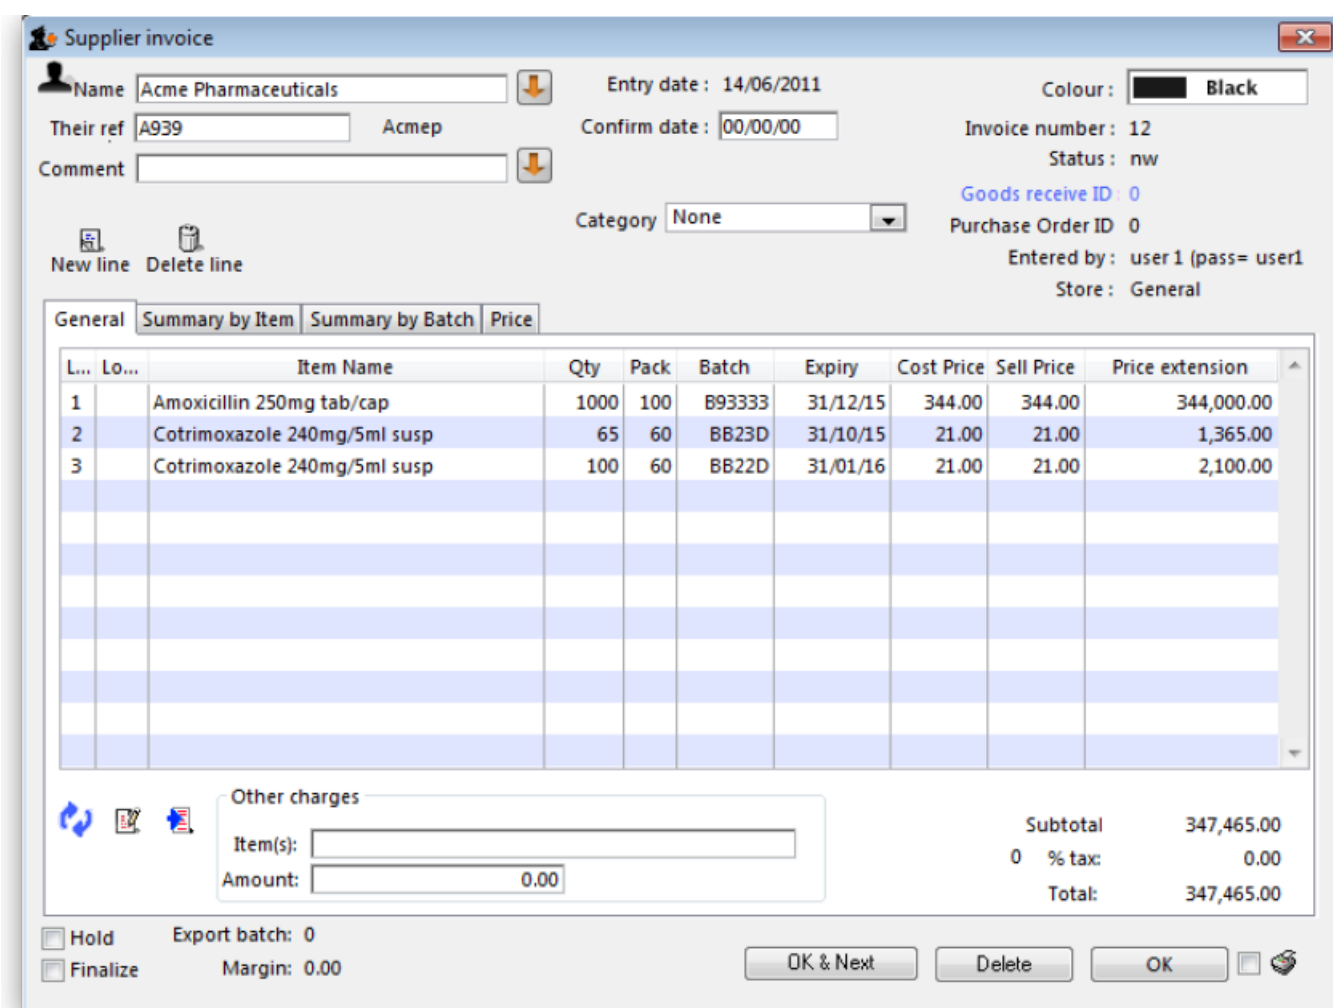 Supplier invoice
Name Acme Pharmaceuticals Entry date : 14/06/2011 Colour : Black
Their ref A939 Acmep Confirm date : 00/00/00 Invoice number : 12
Comment Status : nw
Goods receive ID : 0
Category None Purchase Order ID 0
New line Delete line Entered by : user 1 (pass= user1
Store : General
General Summary by Item Summary by Batch Price
L... Lo... Item Name Qty Pack Batch Expiry Cost Price Sell Price Price extension
1 Amoxicillin 250mg tab/cap 1000 100 B93333 31/12/15 344.00 344.00 344,000.00
2 Cotrimoxazole 240mg/5ml susp 65 60 BB23D 31/10/15 21.00 21.00 1,365.00
3 Cotrimoxazole 240mg/5ml susp 100 60 BB22D 31/01/16 21.00 21.00 2,100.00
Other charges
Subtotal 347,465.00
Item(s): 0 % tax: 0.00
Amount: 0.00 Total: 347,465.00
Hold Export batch: 0
Finalize Margin: 0.00 OK & Next Delete OK